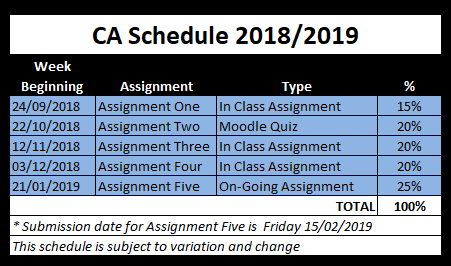 CA Schedule 2018/2019
Week Beginning Assignment Type %
24/09/2018 Assignment One In Class Assignment 15%
22/10/2018 Assignment Two Moodle Quiz 20%
12/11/2018 Assignment Three In Class Assignment 20%
03/12/2018 Assignment Four In Class Assignment 20%
21/01/2019 Assignment Five On-Going Assignment 25%
TOTAL 100%
* Submission date for Assignment Five is Friday 15/02/2019
This schedule is subject to variation and change